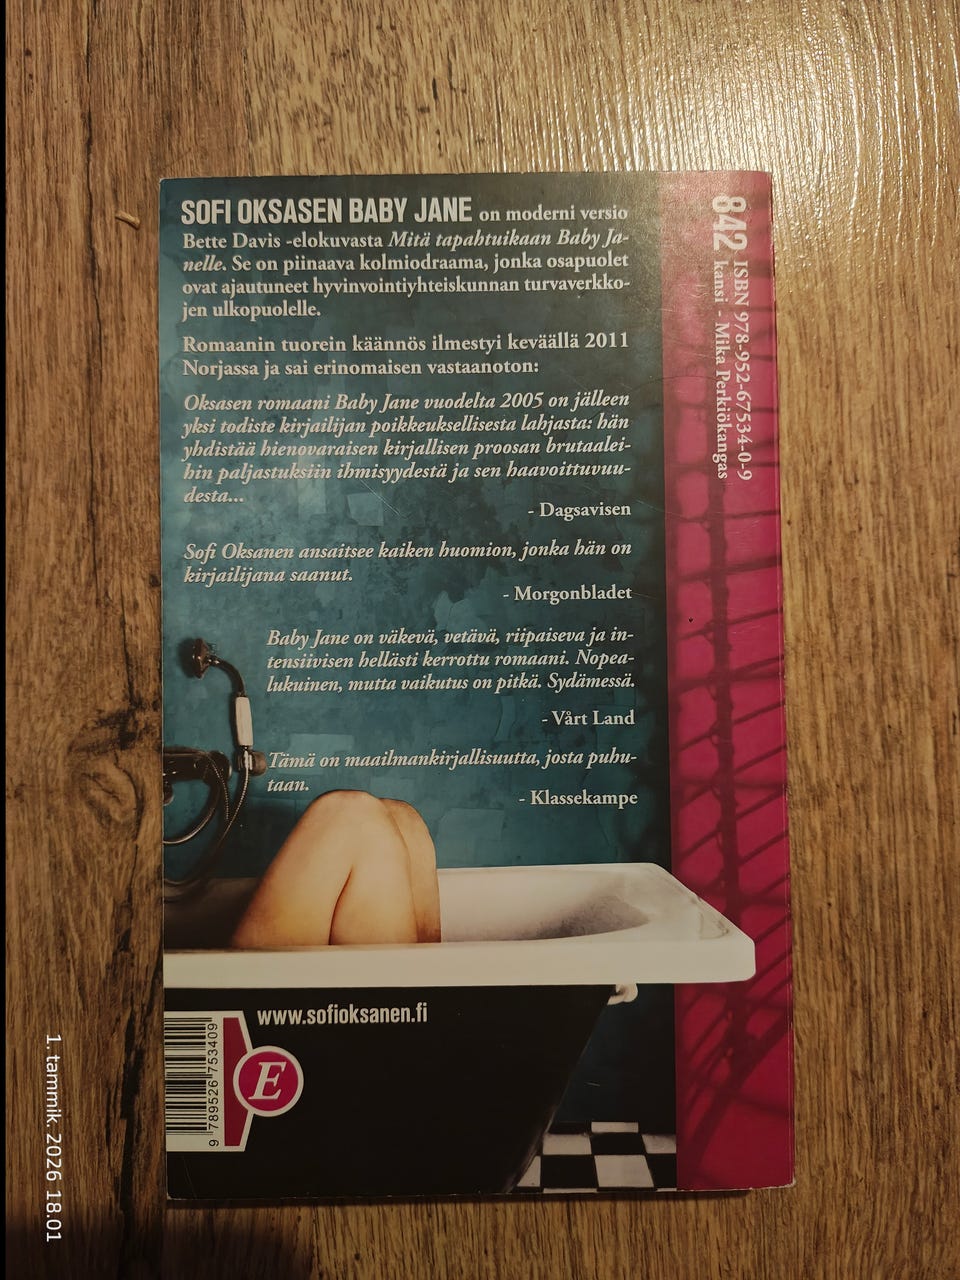 SOFI OKSASEN BABY JANE on moderni versio
Bette Davis -elokuvasta Mitä tapahtuikaan Baby Ja-
nelle. Se on piinaava kolmiodraama, jonka osapuolet
ovat ajautuneet hyvinvointiyhteiskunnan turvaverkko-
jen ulkopuolelle.
Romaanin tuorein käännös ilmestyi keväällä 2011
Norjassa ja sai erinomaisen vastaanoton:
Oksasen romaani Baby Jane vuodelta 2005 on jälleen
yksi todiste kirjailijan poikkeuksellisesta lahjasta: hän
yhdistää hienovaraisen kirjallisen proosan brutaalei-
hin paljastuksiin ihmisyydestä ja sen haavoittuvuu-
desta...
- Dagsavisen
Sofi Oksanen ansaitsee kaiken huomion, jonka hän on
kirjailijana saanut.
- Morgonbladet
Baby Jane on väkevä, vetävä, riipaiseva ja in-
tensiivisen hellästi kerrottu romaani. Nopea-
lukuinen, mutta vaikutus on pitkä. Sydämessä.
- Vårt Land
Tämä on maailmankirjallisuutta, josta puhu-
taan.
- Klassekampe
www.sofioksanen.fi
E
9 789526 753409
842
ISBN 978-952-67534-0-9
kansi - Mika Perkiökangas
1. tammik. 2026 18.01